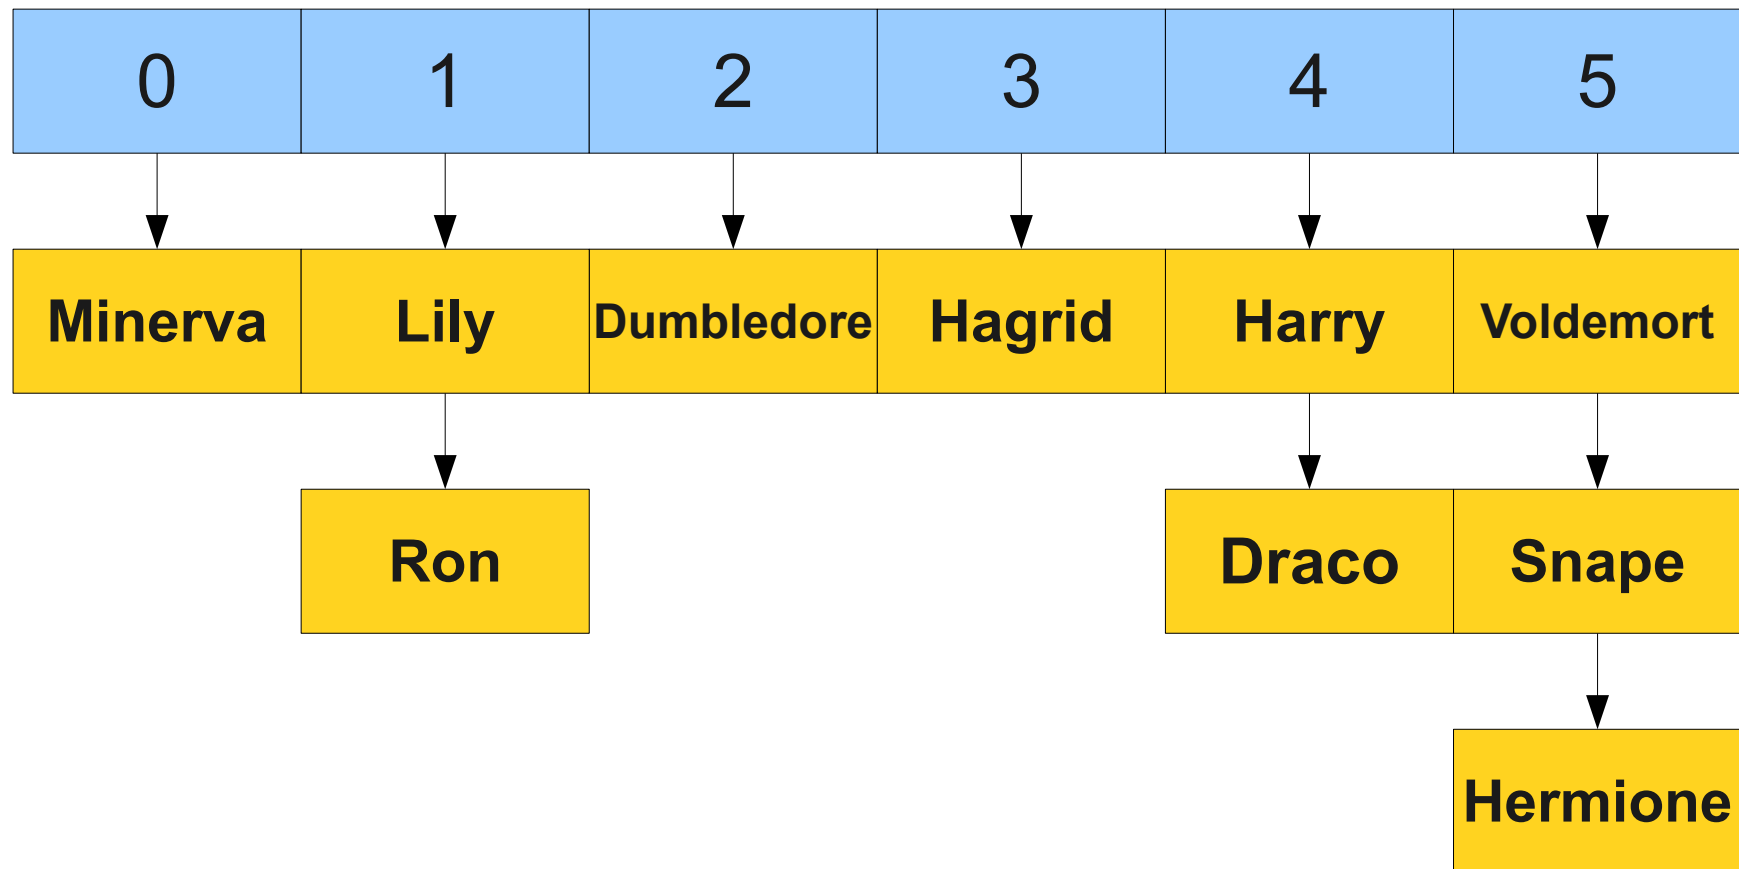 0 1 2 3 4 5
Minerva Lily Dumbledore Hagrid Harry Voldemort
Ron Draco Snape
Hermione